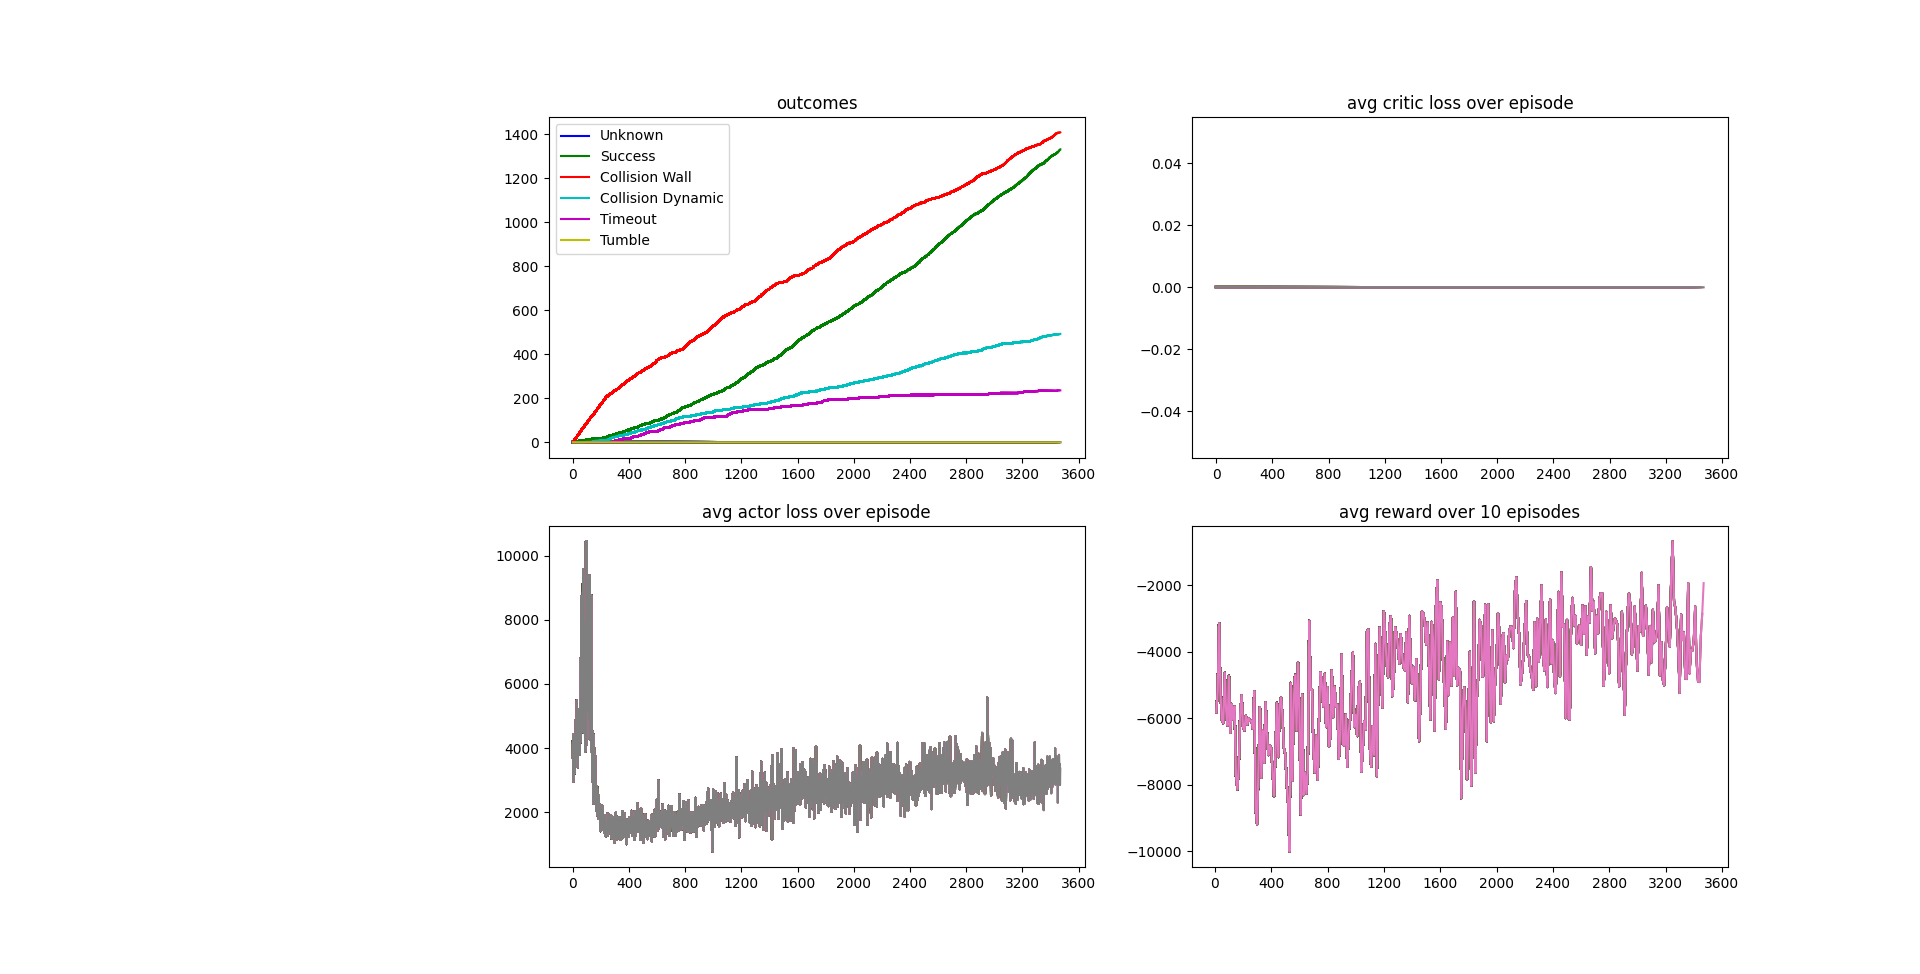 outcomes
1400
1200
1000
800
600
400
200
0
Unknown
Success
Collision Wall
Collision Dynamic
Timeout
Tumble
0 400 800 1200 1600 2000 2400 2800 3200 3600
avg critic loss over episode
0.04
0.02
0.00
−0.02
−0.04
0 400 800 1200 1600 2000 2400 2800 3200 3600
avg actor loss over episode
10000
8000
6000
4000
2000
0 400 800 1200 1600 2000 2400 2800 3200 3600
avg reward over 10 episodes
−2000
−4000
−6000
−8000
−10000
0 400 800 1200 1600 2000 2400 2800 3200 3600